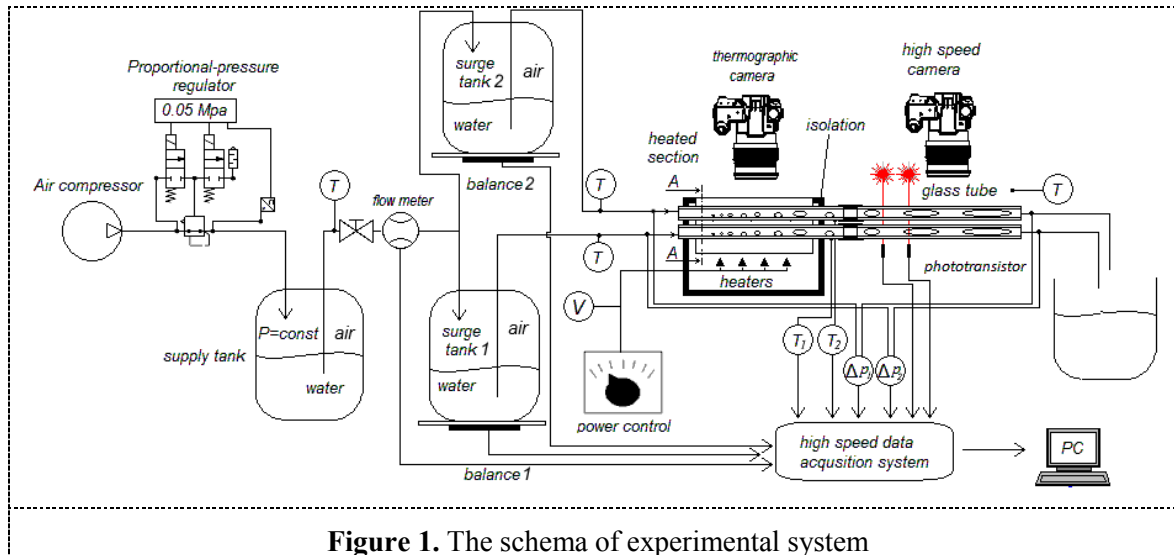 Proportional-pressure
regulator
0.05 Mpa
Air compressor
T
flow meter
P=const
air
supply tank
water
surge
tank 2
air
water
balance 2
surge
tank 1
air
water
balance 1
T
T
V
power control
heated
section
A
A
thermographic
camera
isolation
high speed
camera
glass tube
T
heaters
phototransistor
T1
T2
Δp1
Δp2
high speed data
acqusition system
PC
Figure 1. The schema of experimental system